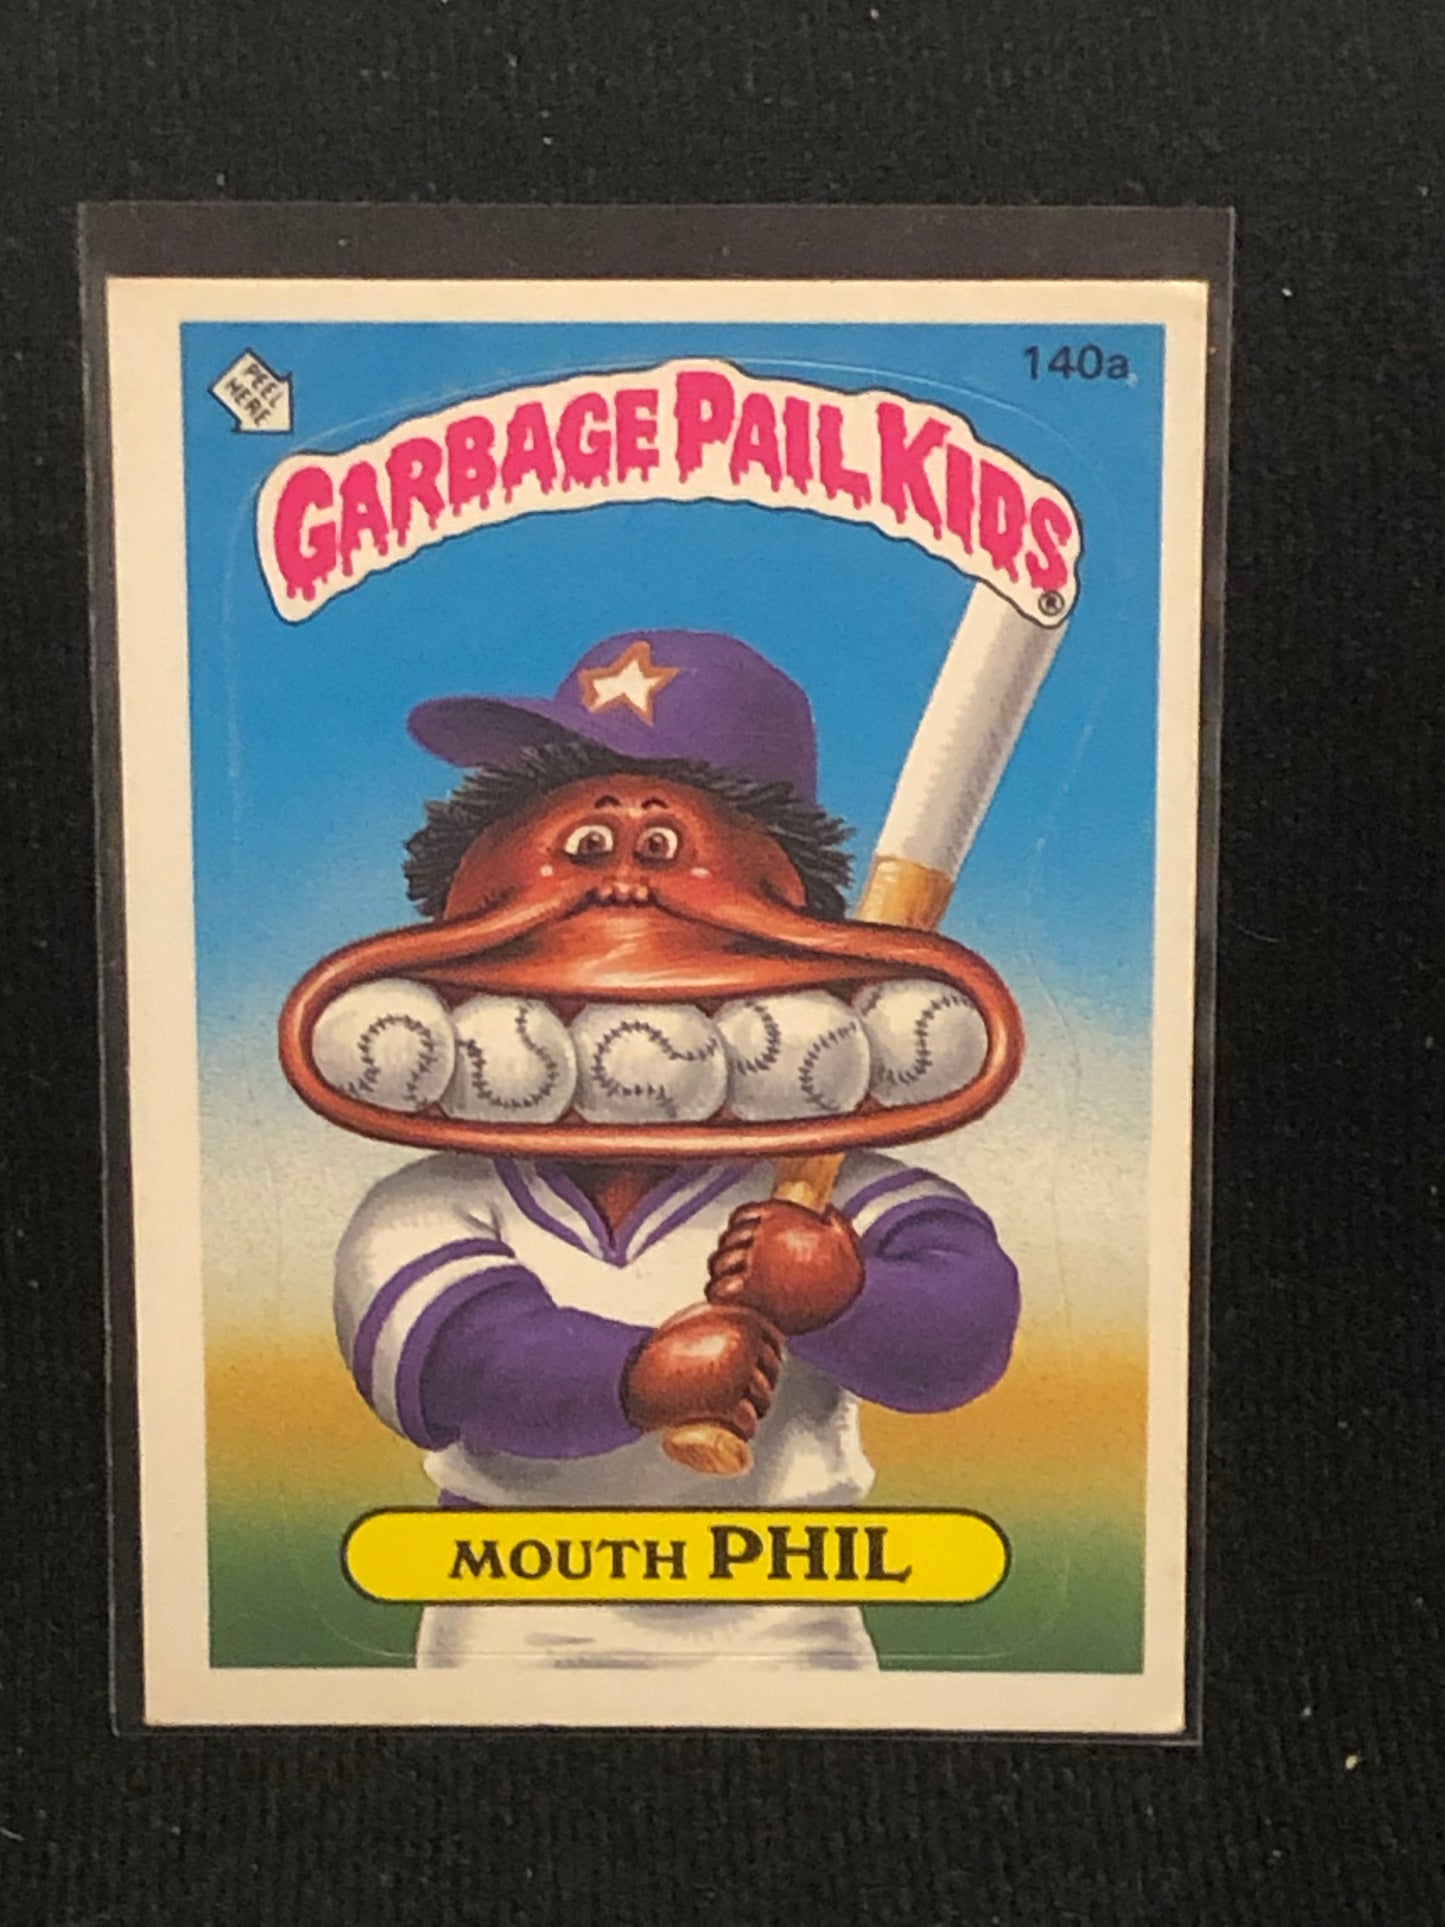 PEEL
HERE
140a
GARBAGE PAIL KIDS
®
MOUTH PHIL